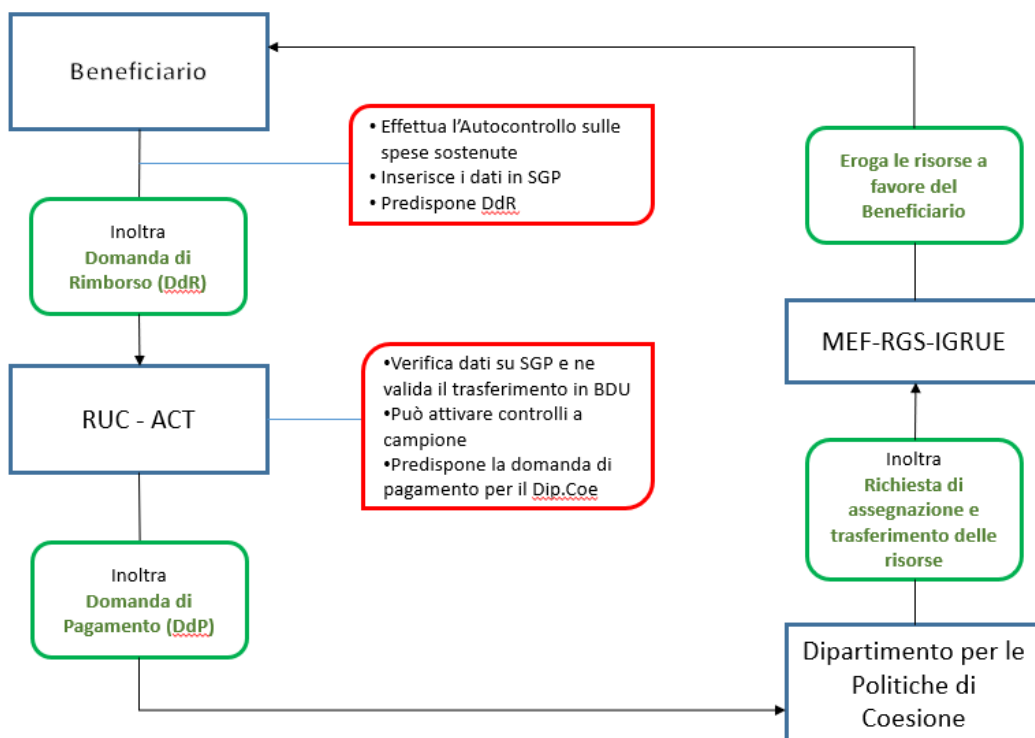 Beneficiario
• Effettua l'Autocontrollo sulle
spese sostenute
• Inserisce i dati in SGP
• Predispone DdR
Eroga le risorse a
favore del
Beneficiario
Inoltra
Domanda di
Rimborso (DdR)
MEF-RGS-IGRUE
RUC - ACT
•Verifica dati su SGP e ne
valida il trasferimento in BDU
•Può attivare controlli a
campione
•Predispone la domanda di
pagamento per il Dip.Coe
Inoltra
Richiesta di
assegnazione e
trasferimento delle
risorse
Inoltra
Domanda di
Pagamento (DdP)
Dipartimento per le
Politiche di
Coesione